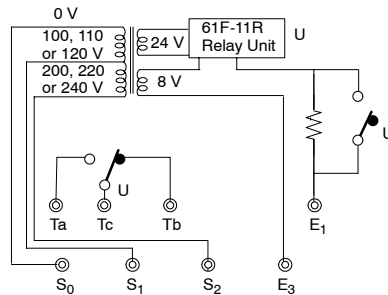 0 V
100, 110
or 120 V
200, 220
or 240 V
24 V
8 V
61F-11R
Relay Unit
U
U
U
Ta
Tc
Tb
E1
S0
S1
S2
E3